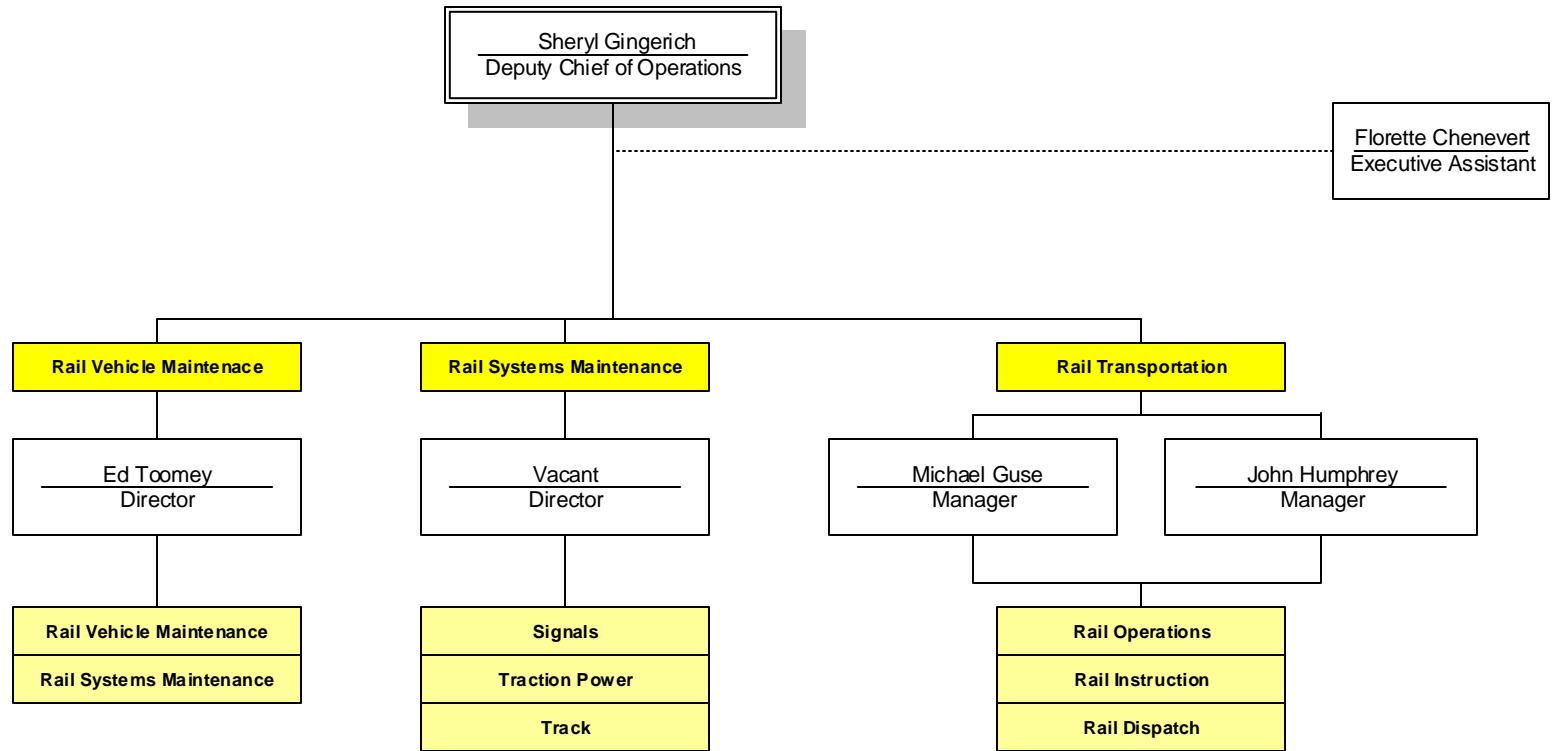 Sheryl Gingerich
Deputy Chief of Operations
Florette Chenevert
Executive Assistant
Rail Vehicle Maintenace
Rail Systems Maintenance
Rail Transportation
Ed Toomey
Director
Vacant
Director
Michael Guse
Manager
John Humphrey
Manager
Rail Vehicle Maintenance
Rail Systems Maintenance
Signals
Traction Power
Track
Rail Operations
Rail Instruction
Rail Dispatch